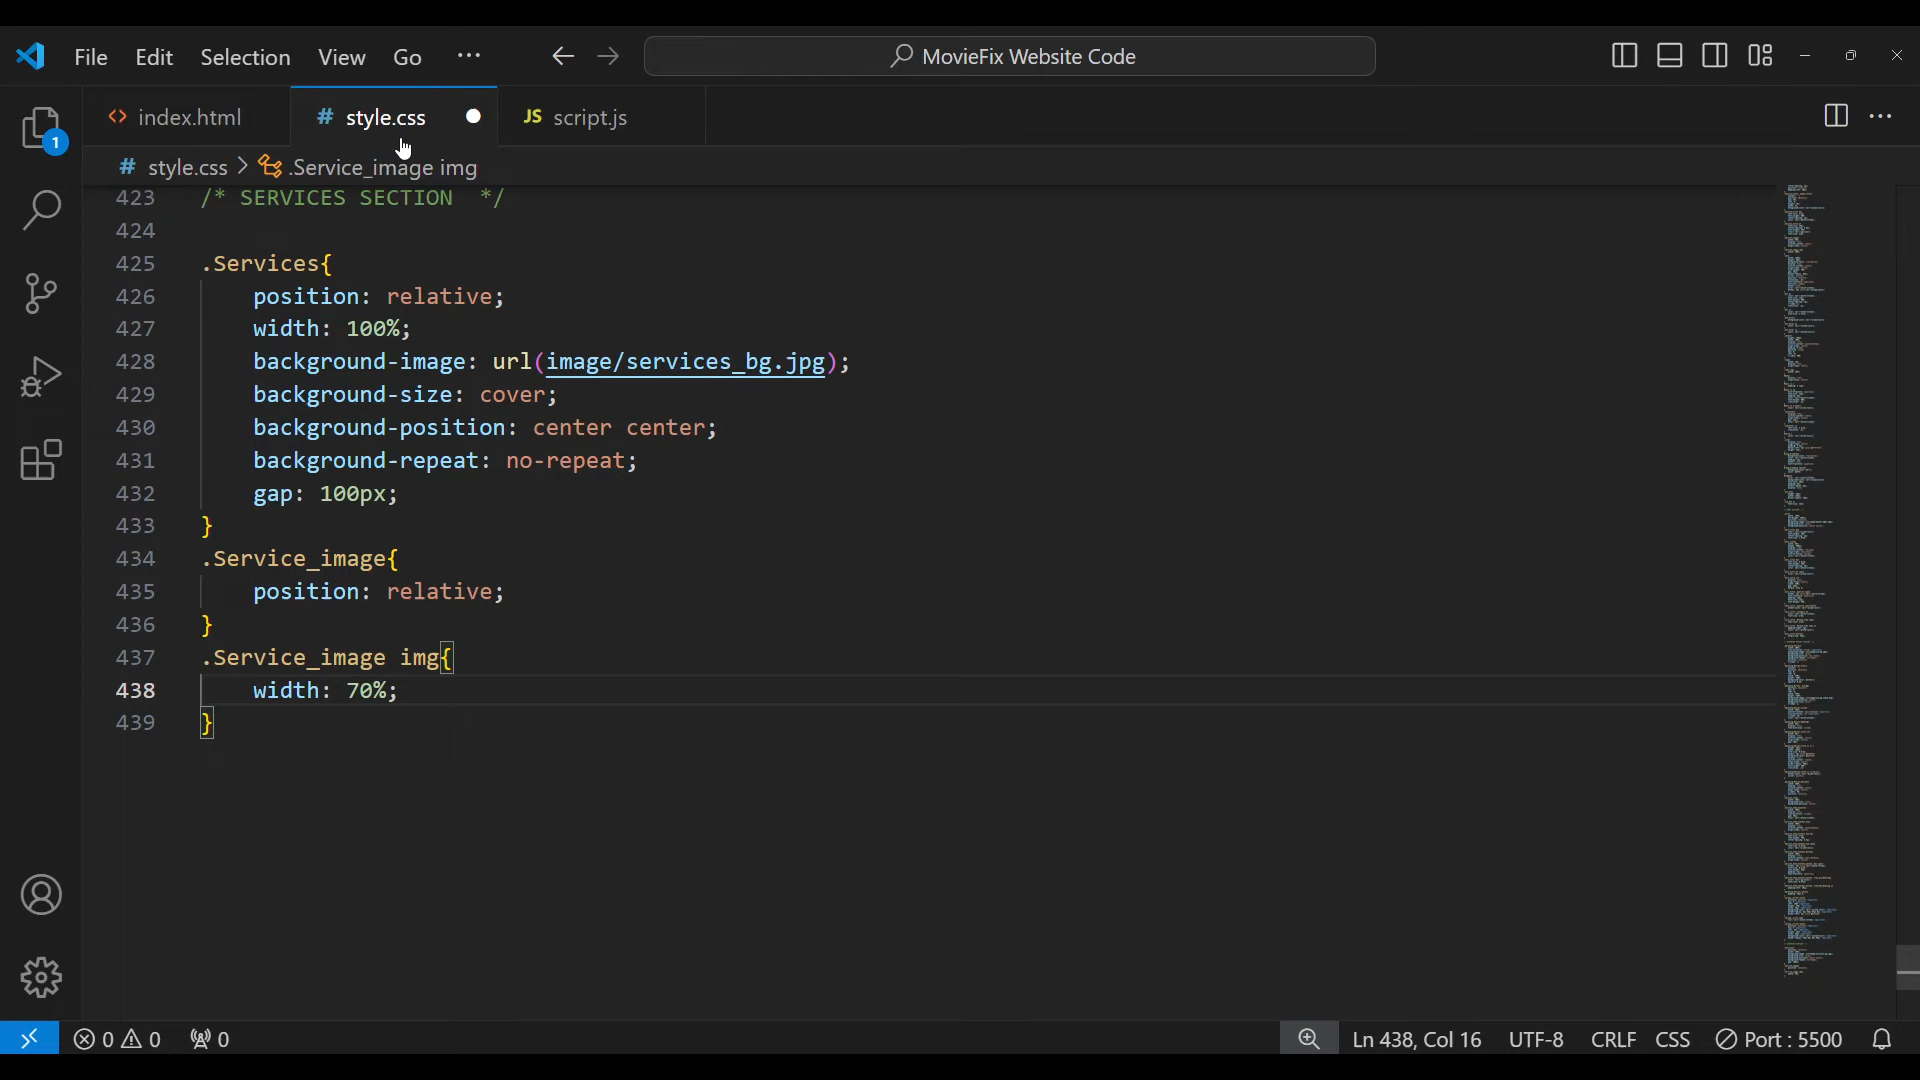 File Edit Selection View Go ··· MovieFix Website Code
index.html # style.css JS script.js
# style.css > .Service_image img
423 /* SERVICES SECTION  */
424
425 .Services{
426     position: relative;
427     width: 100%;
428     background-image: url(image/services_bg.jpg);
429     background-size: cover;
430     background-position: center center;
431     background-repeat: no-repeat;
432     gap: 100px;
433 }
434 .Service_image{
435     position: relative;
436 }
437 .Service_image img{
438     width: 70%;
439 }
1
0 0 0 Ln 438, Col 16 UTF-8 CRLF CSS Port : 5500